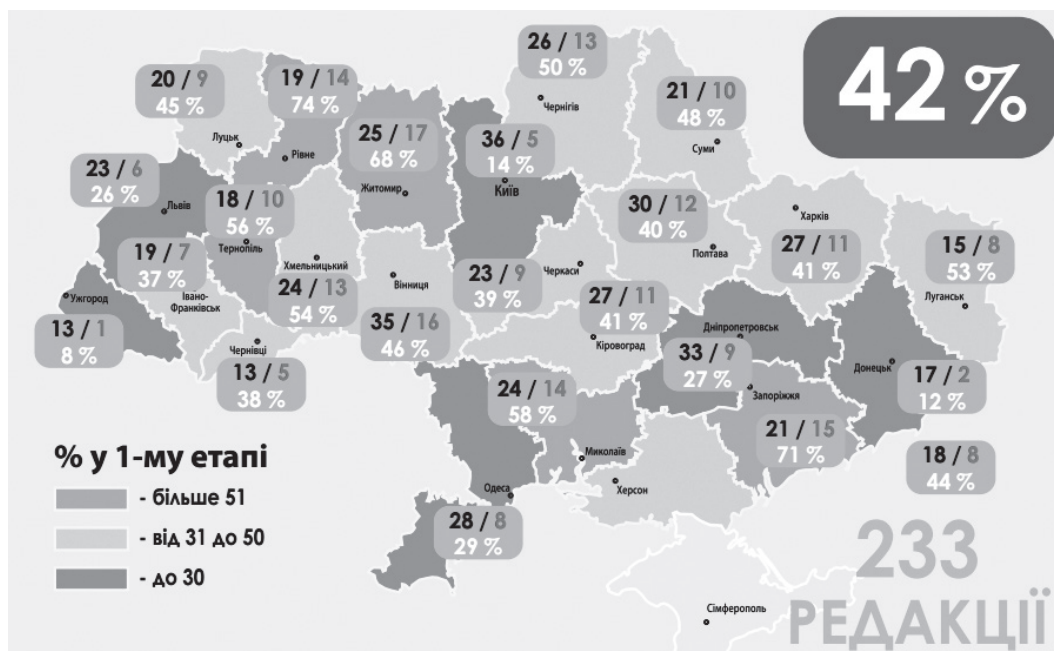 26 / 13
50 %
Чернігів
42 %
20 / 9
45 %
Луцьк
19 / 14
74 %
Рівне
25 / 17
68 %
Житомир
36 / 5
14 %
Київ
21 / 10
48 %
Суми
23 / 6
26 %
Львів
18 / 10
56 %
Тернопіль
30 / 12
40 %
Полтава
Харків
27 / 11
41 %
15 / 8
53 %
Луганськ
19 / 7
37 %
Івано-
Франківськ
Хмельницький
24 / 13
54 %
Вінниця
35 / 16
46 %
Черкаси
23 / 9
39 %
27 / 11
41 %
Кіровоград
Ужгород
13 / 1
8 %
Чернівці
13 / 5
38 %
Дніпропетровськ
33 / 9
27 %
Донецьк
17 / 2
12 %
24 / 14
58 %
Миколаїв
Запоріжжя
21 / 15
71 %
18 / 8
44 %
Херсон
Одеса
28 / 8
29 %
% у 1-му етапі
- більше 51
- від 31 до 50
- до 30
Сімферополь
233
РЕДАКЦІЇ